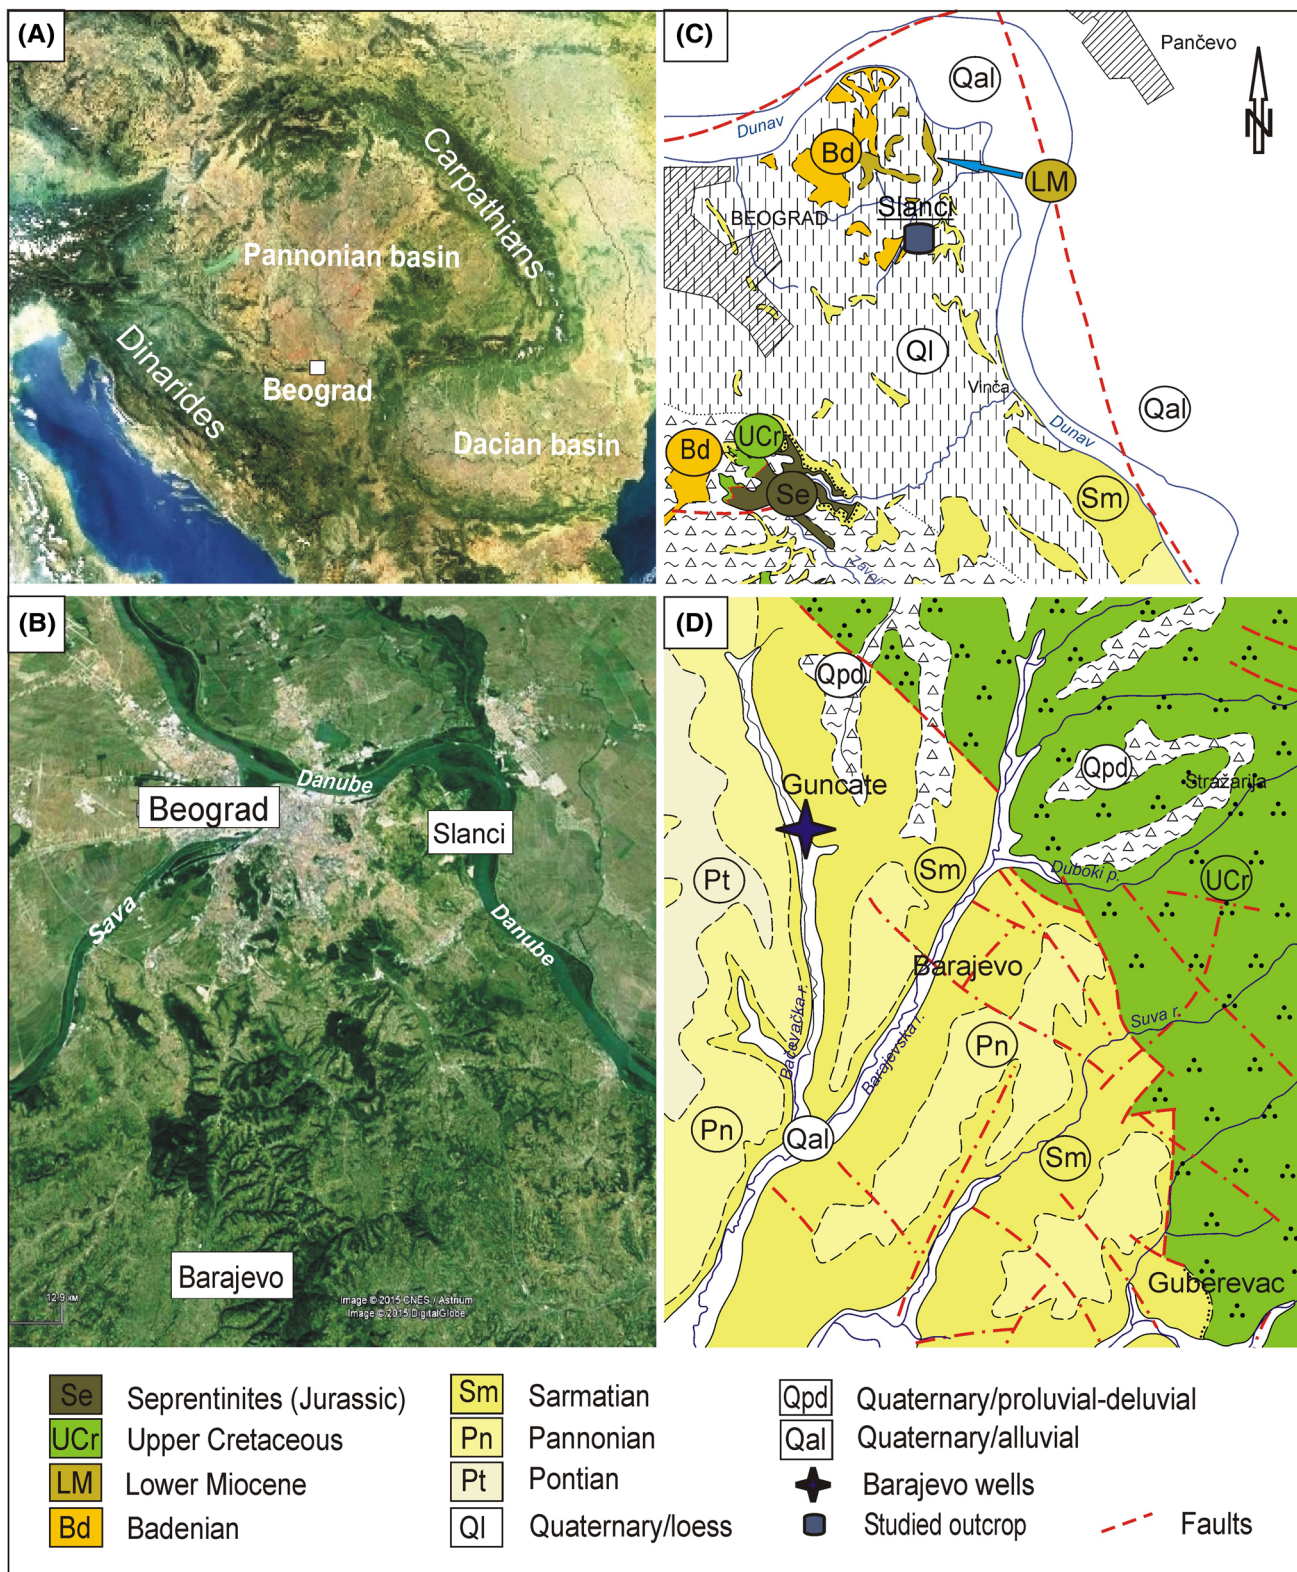 (A)
Carpathians
Pannonian basin
Dinarides
Beograd
Dacian basin
(C)
Pančevo
Qal
N
Dunav
Bd
LM
BEOGRAD
Slanci
Ql
Vinča
Qal
Dunav
UCr
Bd
Se
Sm
(B)
Danube
Beograd
Slanci
Sava
Danube
Barajevo
12.9 км
Image © 2015 CNES / Astrium
Image © 2015 DigitalGlobe
(D)
Qpd
Qpd
Guncate
Stražarija
Pt
Sm
Duboki p.
UCr
Barajevo
Bačevačka r.
Barajevska r.
Suva r.
Pn
Pn
Qal
Sm
Guberevac
Se Seprentinites (Jurassic)
UCr Upper Cretaceous
LM Lower Miocene
Bd Badenian
Sm Sarmatian
Pn Pannonian
Pt Pontian
Ql Quaternary/loess
Qpd Quaternary/proluvial-deluvial
Qal Quaternary/alluvial
Barajevo wells
Studied outcrop
Faults